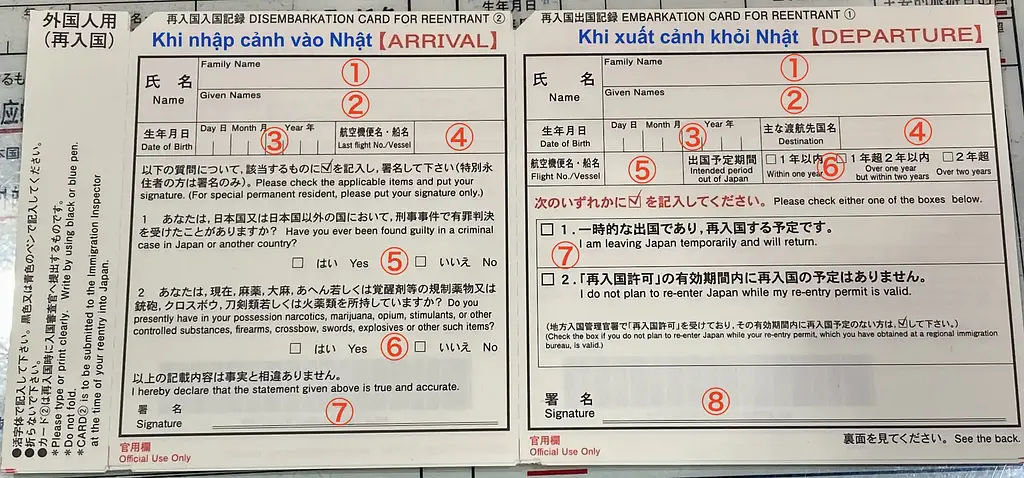 外国人用
（再入国）
●活字体で記入して下さい。黒色又は青色のペンで記入してください。
●折らないで下さい。
●カード②は再入国時に入国審査官へ提出するものです。
＊Please type or print clearly. Write by using black or blue pen.
＊Do not fold.
＊CARD② is to be submitted to the Immigration Inspector
at the time of your reentry into Japan.
再入国入国記録 DISEMBARKATION CARD FOR REENTRANT ②
Khi nhập cảnh vào Nhật【ARRIVAL】
氏 名
Name
Family Name
①
Given Names
②
生年月日
Date of Birth
Day 日 Month 月 Year 年
③
航空機便名・船名
Last flight No./Vessel
④
以下の質問について，該当するものに☑を記入し，署名して下さい（特別永
住者の方は署名のみ）。Please check the applicable items and put your
signature. (For special permanent resident, please put your signature only.)
1 あなたは，日本国又は日本国以外の国において，刑事事件で有罪判決
を受けたことがありますか？ Have you ever been found guilty in a criminal
case in Japan or another country?
□ はい Yes ⑤ □ いいえ No
2 あなたは，現在，麻薬，大麻，あへん若しくは覚醒剤等の規制薬物又は
銃砲，クロスボウ，刀剣類若しくは火薬類を所持していますか？ Do you
presently have in your possession narcotics, marijuana, opium, stimulants, or other
controlled substances, firearms, crossbow, swords, explosives or other such items?
□ はい Yes ⑥ □ いいえ No
以上の記載内容は事実と相違ありません。
I hereby declare that the statement given above is true and accurate.
署 名
Signature
⑦
官用欄
Official Use Only
再入国出国記録 EMBARKATION CARD FOR REENTRANT ①
Khi xuất cảnh khỏi Nhật【DEPARTURE】
氏 名
Name
Family Name
①
Given Names
②
生年月日
Date of Birth
Day 日 Month 月 Year 年
③
主な渡航先国名
Destination
④
航空機便名・船名
Flight No./Vessel
⑤
出国予定期間
Intended period
out of Japan
□ 1年以内
Within one year
⑥
□ 1年超2年以内
Over one year
but within two years
□ 2年超
Over two years
次のいずれかに☑を記入してください。Please check either one of the boxes below.
□ 1．一時的な出国であり，再入国する予定です。
I am leaving Japan temporarily and will return.
⑦
□ 2．「再入国許可」の有効期間内に再入国の予定はありません。
I do not plan to re-enter Japan while my re-entry permit is valid.
（地方入国管理官署で「再入国許可」を受けており，その有効期間内に再入国予定のない方は，☑して下さい。）
(Check the box if you do not plan to re-enter Japan while your re-entry permit, which you have obtained at a regional immigration
bureau, is valid.)
署 名
Signature
⑧
官用欄
Official Use Only
裏面を見てください。See the back.